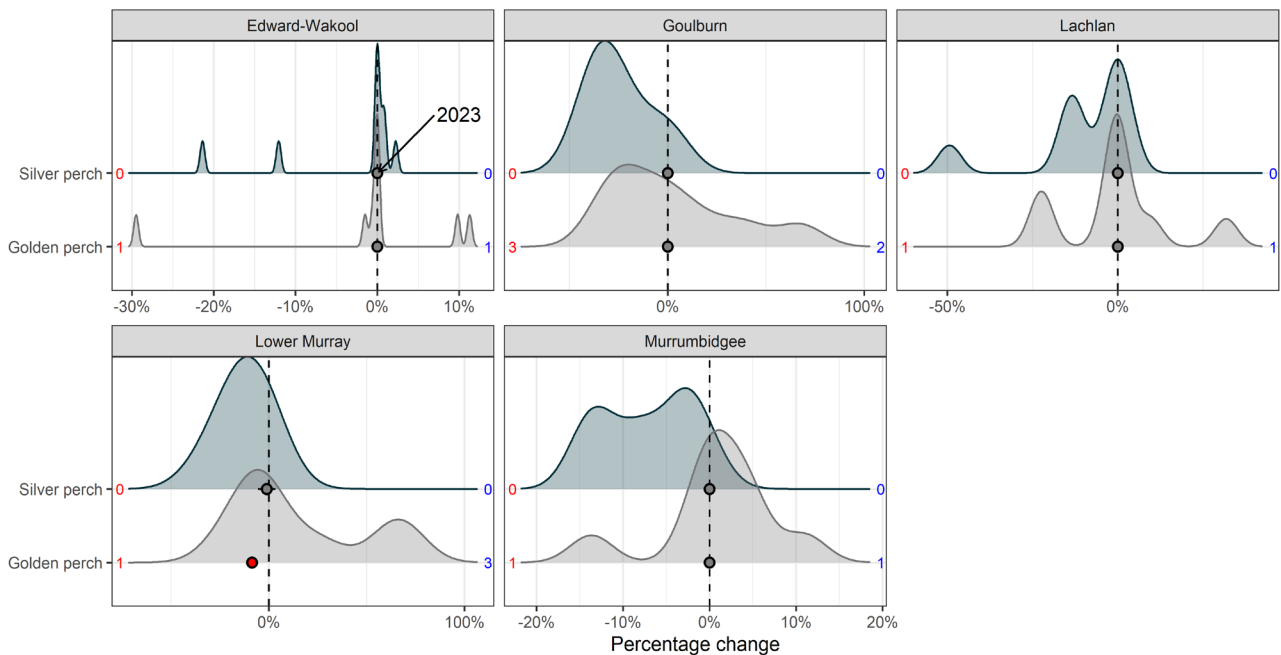 Edward-Wakool
Goulburn
Lachlan
2023
Silver perch 0 0 0 0 0 0
Golden perch 1 1 3 2 1 1
-30% -20% -10% 0% 10% 0% 100% -50% 0%
Lower Murray
Murrumbidgee
Silver perch 0 0 0 0
Golden perch 1 3 1 1
0% 100% -20% -10% 0% 10% 20%
Percentage change